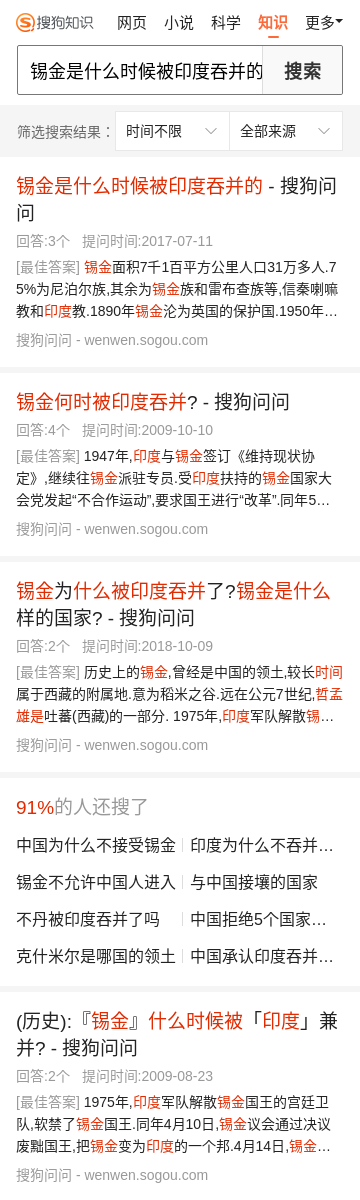 搜狗知识 网页 小说 科学 知识 更多
锡金是什么时候被印度吞并的 搜索
筛选搜索结果： 时间不限 全部来源
锡金是什么时候被印度吞并的 - 搜狗问
问
回答:3个 提问时间:2017-07-11
[最佳答案] 锡金面积7千1百平方公里人口31万多人.7
5%为尼泊尔族,其余为锡金族和雷布查族等,信秦喇嘛
教和印度教.1890年锡金沦为英国的保护国.1950年…
搜狗问问 - wenwen.sogou.com
锡金何时被印度吞并? - 搜狗问问
回答:4个 提问时间:2009-10-10
[最佳答案] 1947年,印度与锡金签订《维持现状协
定》,继续往锡金派驻专员.受印度扶持的锡金国家大
会党发起“不合作运动”,要求国王进行“改革”.同年5…
搜狗问问 - wenwen.sogou.com
锡金为什么被印度吞并了?锡金是什么
样的国家? - 搜狗问问
回答:2个 提问时间:2018-10-09
[最佳答案] 历史上的锡金,曾经是中国的领土,较长时间
属于西藏的附属地.意为稻米之谷.远在公元7世纪,哲孟
雄是吐蕃(西藏)的一部分. 1975年,印度军队解散锡…
搜狗问问 - wenwen.sogou.com
91%的人还搜了
中国为什么不接受锡金 印度为什么不吞并…
锡金不允许中国人进入 与中国接壤的国家
不丹被印度吞并了吗 中国拒绝5个国家…
克什米尔是哪国的领土 中国承认印度吞并…
(历史):『锡金』什么时候被「印度」兼
并? - 搜狗问问
回答:2个 提问时间:2009-08-23
[最佳答案] 1975年,印度军队解散锡金国王的宫廷卫
队,软禁了锡金国王.同年4月10日,锡金议会通过决议
废黜国王,把锡金变为印度的一个邦.4月14日,锡金…
搜狗问问 - wenwen.sogou.com